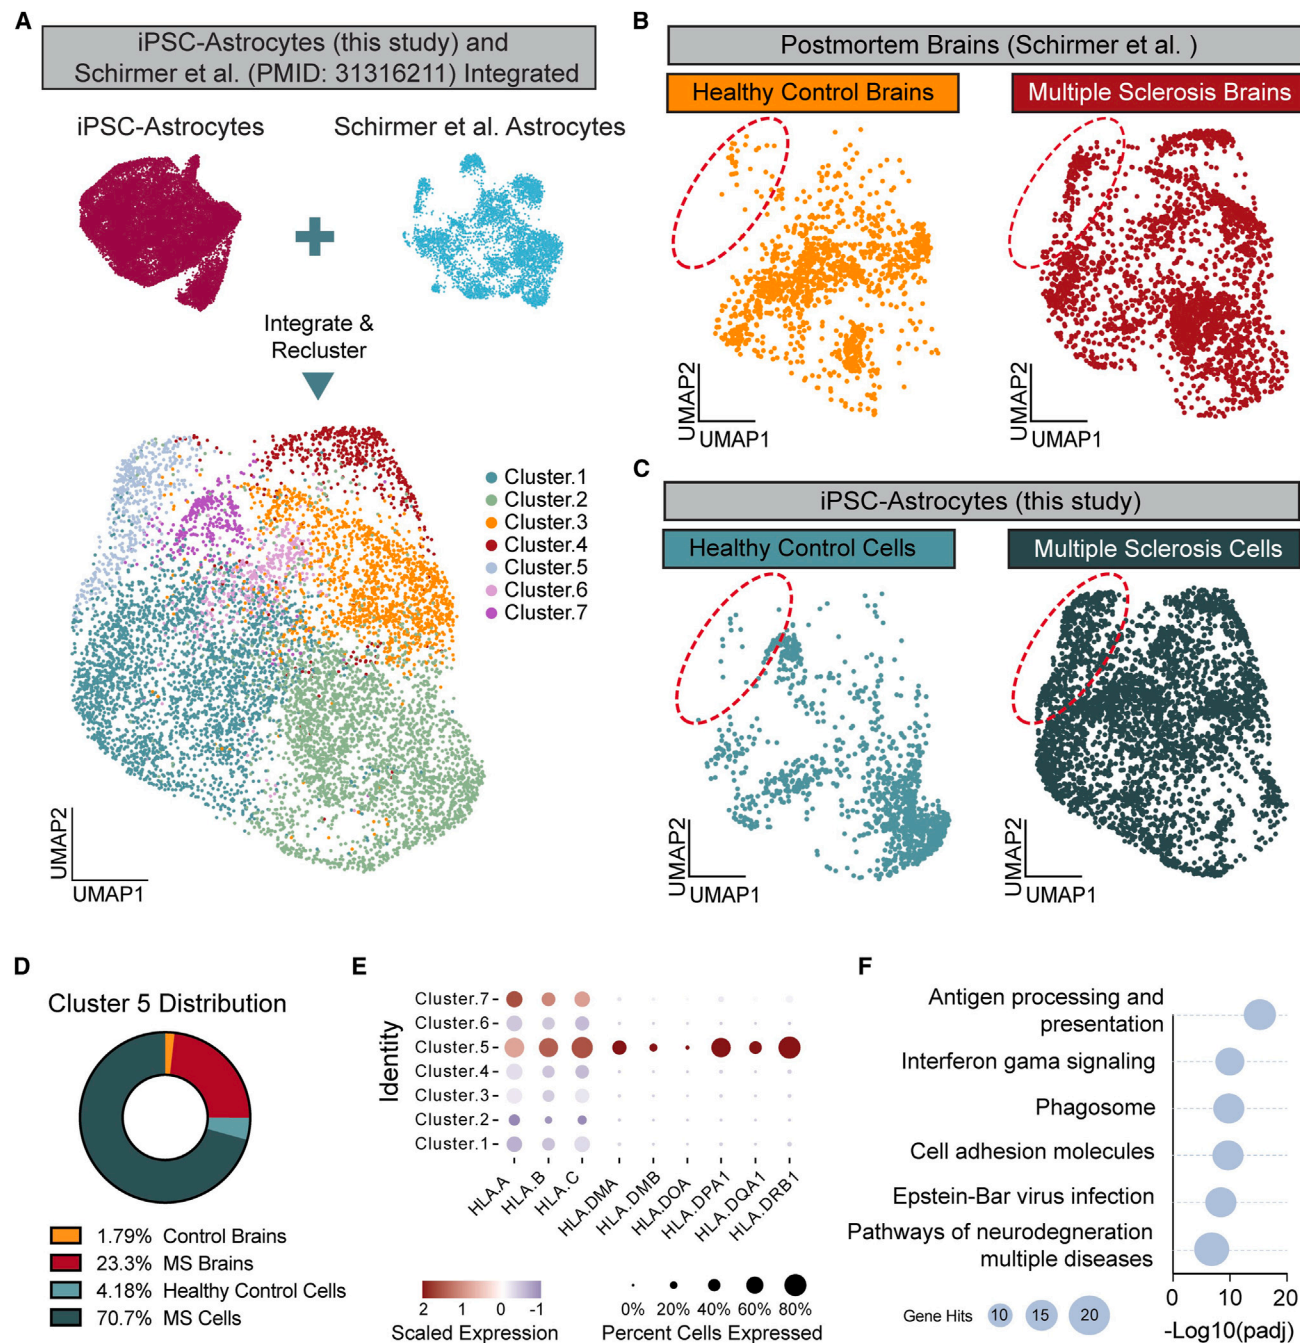 A
iPSC-Astrocytes (this study) and
Schirmer et al. (PMID: 31316211) Integrated
iPSC-Astrocytes
Schirmer et al. Astrocytes
Integrate &
Recluster
Cluster.1
Cluster.2
Cluster.3
Cluster.4
Cluster.5
Cluster.6
Cluster.7
UMAP2
UMAP1
B
Postmortem Brains (Schirmer et al. )
Healthy Control Brains
Multiple Sclerosis Brains
UMAP2
UMAP1
UMAP2
UMAP1
C
iPSC-Astrocytes (this study)
Healthy Control Cells
Multiple Sclerosis Cells
UMAP2
UMAP1
UMAP2
UMAP1
D
Cluster 5 Distribution
1.79% Control Brains
23.3% MS Brains
4.18% Healthy Control Cells
70.7% MS Cells
E
Identity
Cluster.7
Cluster.6
Cluster.5
Cluster.4
Cluster.3
Cluster.2
Cluster.1
HLA.A
HLA.B
HLA.C
HLA.DMA
HLA.DMB
HLA.DOA
HLA.DPA1
HLA.DQA1
HLA.DRB1
2 1 0 -1
Scaled Expression
0% 20% 40% 60% 80%
Percent Cells Expressed
F
Antigen processing and
presentation
Interferon gama signaling
Phagosome
Cell adhesion molecules
Epstein-Bar virus infection
Pathways of neurodegneration
multiple diseases
0 10 20
-Log10(padj)
Gene Hits 10 15 20